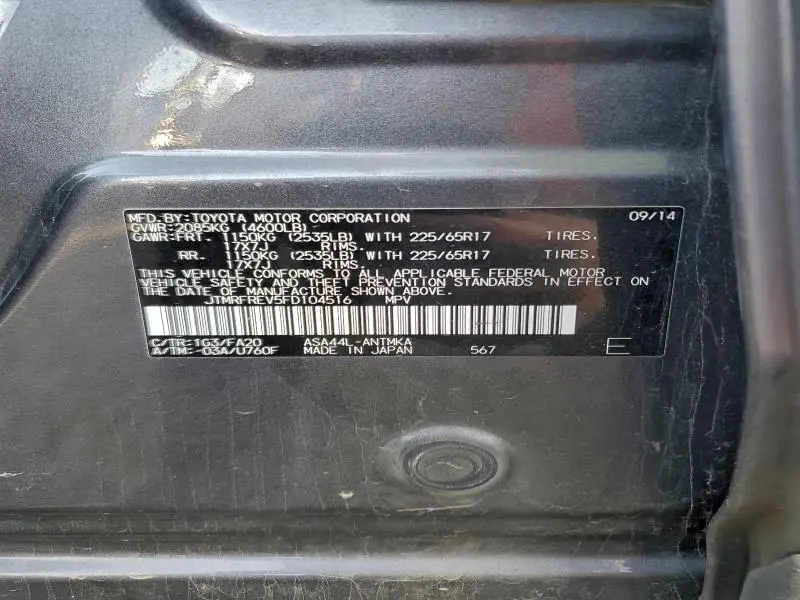 MFD.BY:TOYOTA MOTOR CORPORATION 09/14
GVWR:2085KG (4600LB)
GAWR:FRT. 1150KG (2535LB) WITH 225/65R17 TIRES.
17X7J RIMS.
RR. 1150KG (2535LB) WITH 225/65R17 TIRES.
17X7J RIMS.
THIS VEHICLE CONFORMS TO ALL APPLICABLE FEDERAL MOTOR
VEHICLE SAFETY AND THEFT PREVENTION STANDARDS IN EFFECT ON
THE DATE OF MANUFACTURE SHOWN ABOVE.
JTMRFREV5FD104516 MPV
C/TR:1G3/FA20 ASA44L-ANTMKA
A/TM:-03A/U760F MADE IN JAPAN 567 E